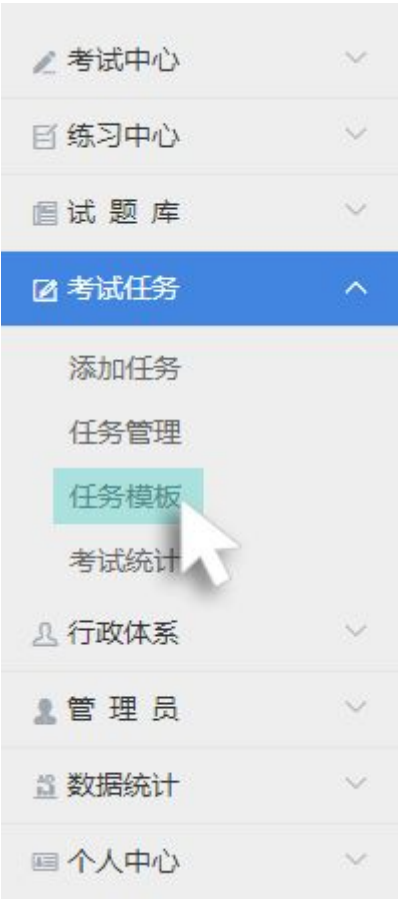 考试中心
练习中心
试 题 库
考试任务
添加任务
任务管理
任务模板
考试统计
行政体系
管 理 员
数据统计
个人中心